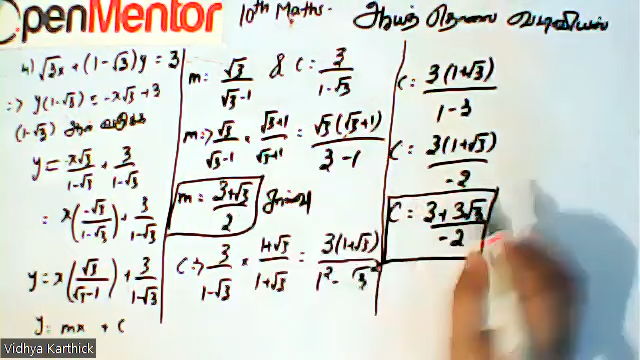 OpenMentor
10th Maths.
ஆயத் தொலை வடிவியல்
√3x + (1-√3)y = 3
=> y(1-√3) = -x√3 + 3
(1-√3) ஆல் வகுக்க
y = -x√3/1-√3 + 3/1-√3
= x(-√3/1-√3) + 3/1-√3
y = x(√3/√3-1) + 3/1-√3
y = mx + c
m: √3/√3-1 & c: 3/1-√3
m => √3/√3-1 × √3+1/√3+1 = √3(√3+1)/3-1
m = 3+√3/2 சாய்வு
c => 3/1-√3 × 1+√3/1+√3 = 3(1+√3)/1²-√3²
c: 3(1+√3)/1-3
c: 3(1+√3)/-2
c: 3+3√3/-2
Vidhya Karthick